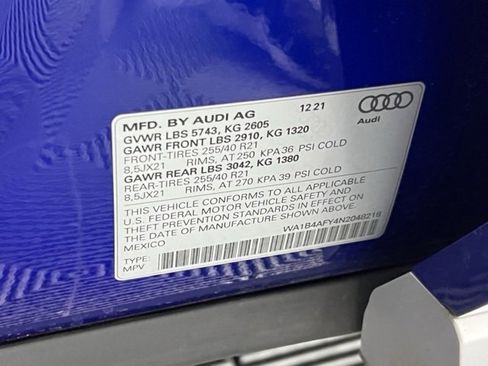 MFD. BY AUDI AG 12 21
GVWR LBS 5743, KG 2605
GAWR FRONT LBS 2910, KG 1320
FRONT-TIRES 255/40 R21
8,5JX21 RIMS, AT 250 KPA 36 PSI COLD
GAWR REAR LBS 3042, KG 1380
REAR-TIRES 255/40 R21
8,5JX21 RIMS, AT 270 KPA 39 PSI COLD
THIS VEHICLE CONFORMS TO ALL APPLICABLE
U.S. FEDERAL MOTOR VEHICLE SAFETY AND
THEFT PREVENTION STANDARDS IN EFFECT ON
THE DATE OF MANUFACTURE SHOWN ABOVE.
MEXICO
WA1B4AFY4N2048216
TYPE:
MPV
Audi